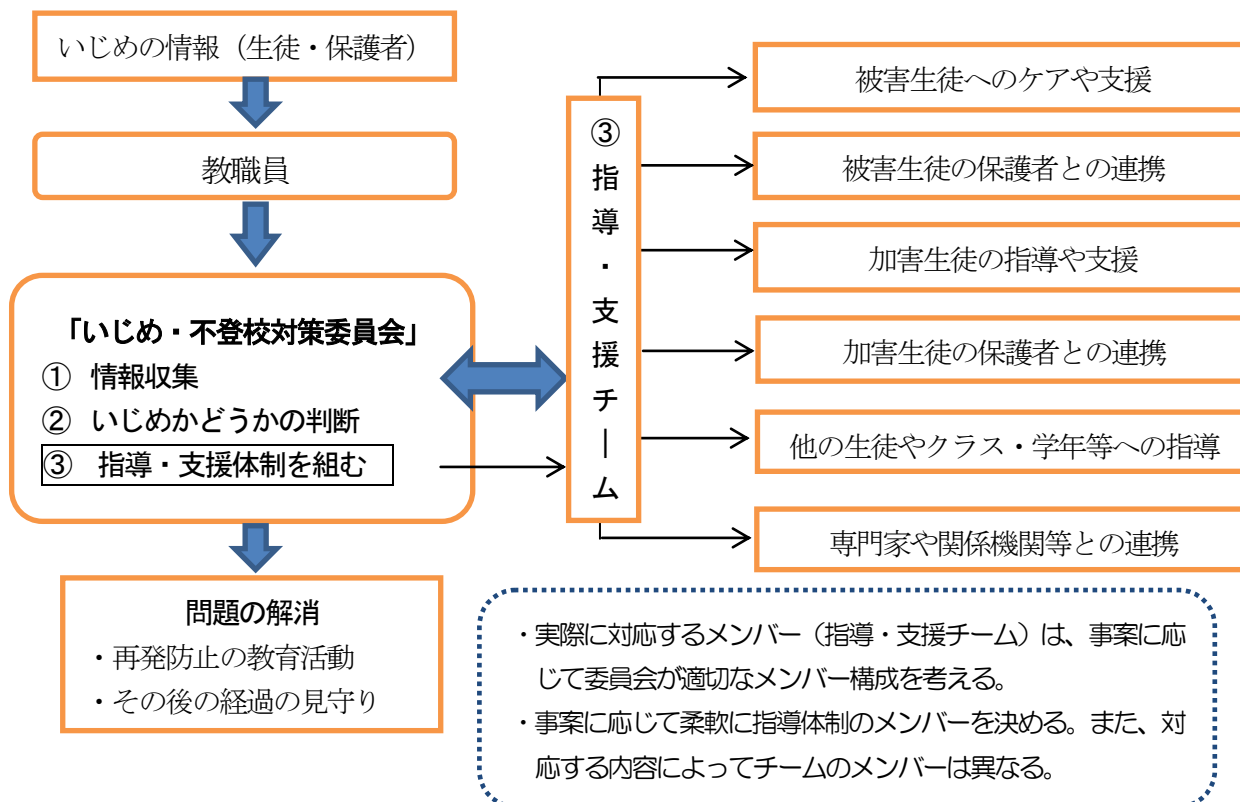 いじめの情報（生徒・保護者）
教職員
「いじめ・不登校対策委員会」
① 情報収集
② いじめかどうかの判断
③ 指導・支援体制を組む
問題の解消
・再発防止の教育活動
・その後の経過の見守り
③指導・支援チーム
被害生徒へのケアや支援
被害生徒の保護者との連携
加害生徒の指導や支援
加害生徒の保護者との連携
他の生徒やクラス・学年等への指導
専門家や関係機関等との連携
・実際に対応するメンバー（指導・支援チーム）は、事案に応
じて委員会が適切なメンバー構成を考える。
・事案に応じて柔軟に指導体制のメンバーを決める。また、対
応する内容によってチームのメンバーは異なる。